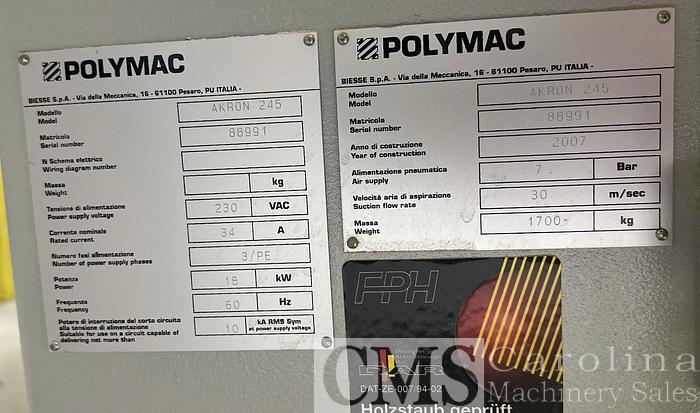 POLYMAC
BIESSE S.p.A. - Via della Meccanica, 16 - 61100 Pesaro, PU ITALIA -
Modello
Model
AKRON 245
Matricola
Serial number
88991
N Schema elettrico
Wiring diagram number
Massa
Weight
kg
Tensione di alimentazione
Power supply voltage
230 VAC
Corrente nominale
Rated current
34 A
Numero fasi alimentazione
Number of power supply phases
3/PE
Potenza
Power
18 kW
Frequenza
Frequency
60 Hz
Potere di interruzione del corto circuito
alla tensione di alimentazione
Suitable for use on a circuit capable of
delivering not more than
10 kA RMS Sym
at power supply voltage
POLYMAC
BIESSE S.p.A. - Via della Meccanica, 16 - 61100 Pesaro, PU ITALIA -
Modello
Model
AKRON 245
Matricola
Serial number
88991
Anno di costruzione
Year of construction
2007
Alimentazione pneumatica
Air supply
7 Bar
Velocità aria di aspirazione
Suction flow rate
30 m/sec
Massa
Weight
1700- kg
FPH
DAR
DAT-ZE-007/94-02
Holzstaub geprüft
CMS Carolina
Machinery Sales